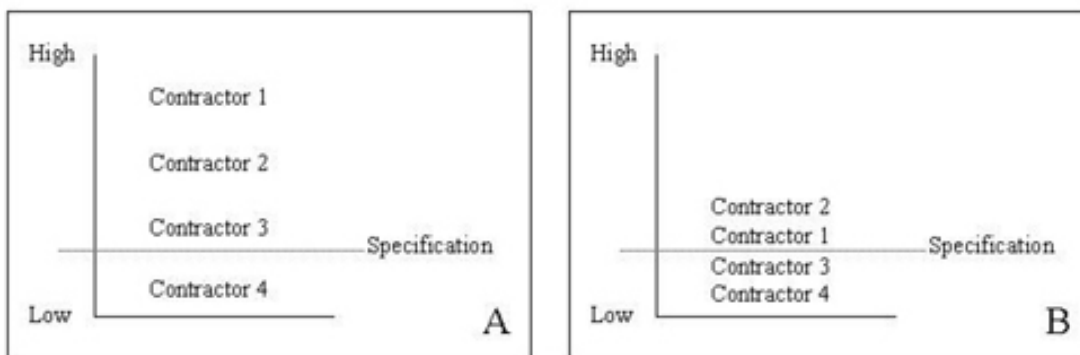 High
Contractor 1
Contractor 2
Contractor 3
Specification
Contractor 4
Low
A
High
Contractor 2
Contractor 1
Specification
Contractor 3
Contractor 4
Low
B